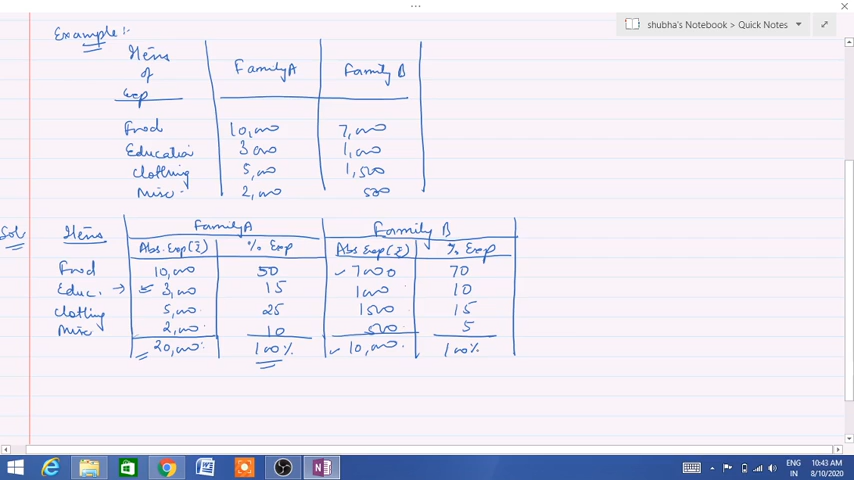 ...
shubha's Notebook > Quick Notes
Example :-
Items of Exp Family A Family B
Food 10,000 7,000
Education 3000 1,000
Clothing 5,000 1,500
Misc. 2,000 500
Sol Items Family A Family B
Abs. Exp (₹) % Exp Abs Exp (₹) % Exp
Food 10,000 50 7000 70
Educ. → 3,000 15 1000 10
Clothing 5,000 25 1500 15
Misc 2,000 10 500 5
20,000 100% 10,000 100%
ENG 10:43 AM
IN 8/10/2020